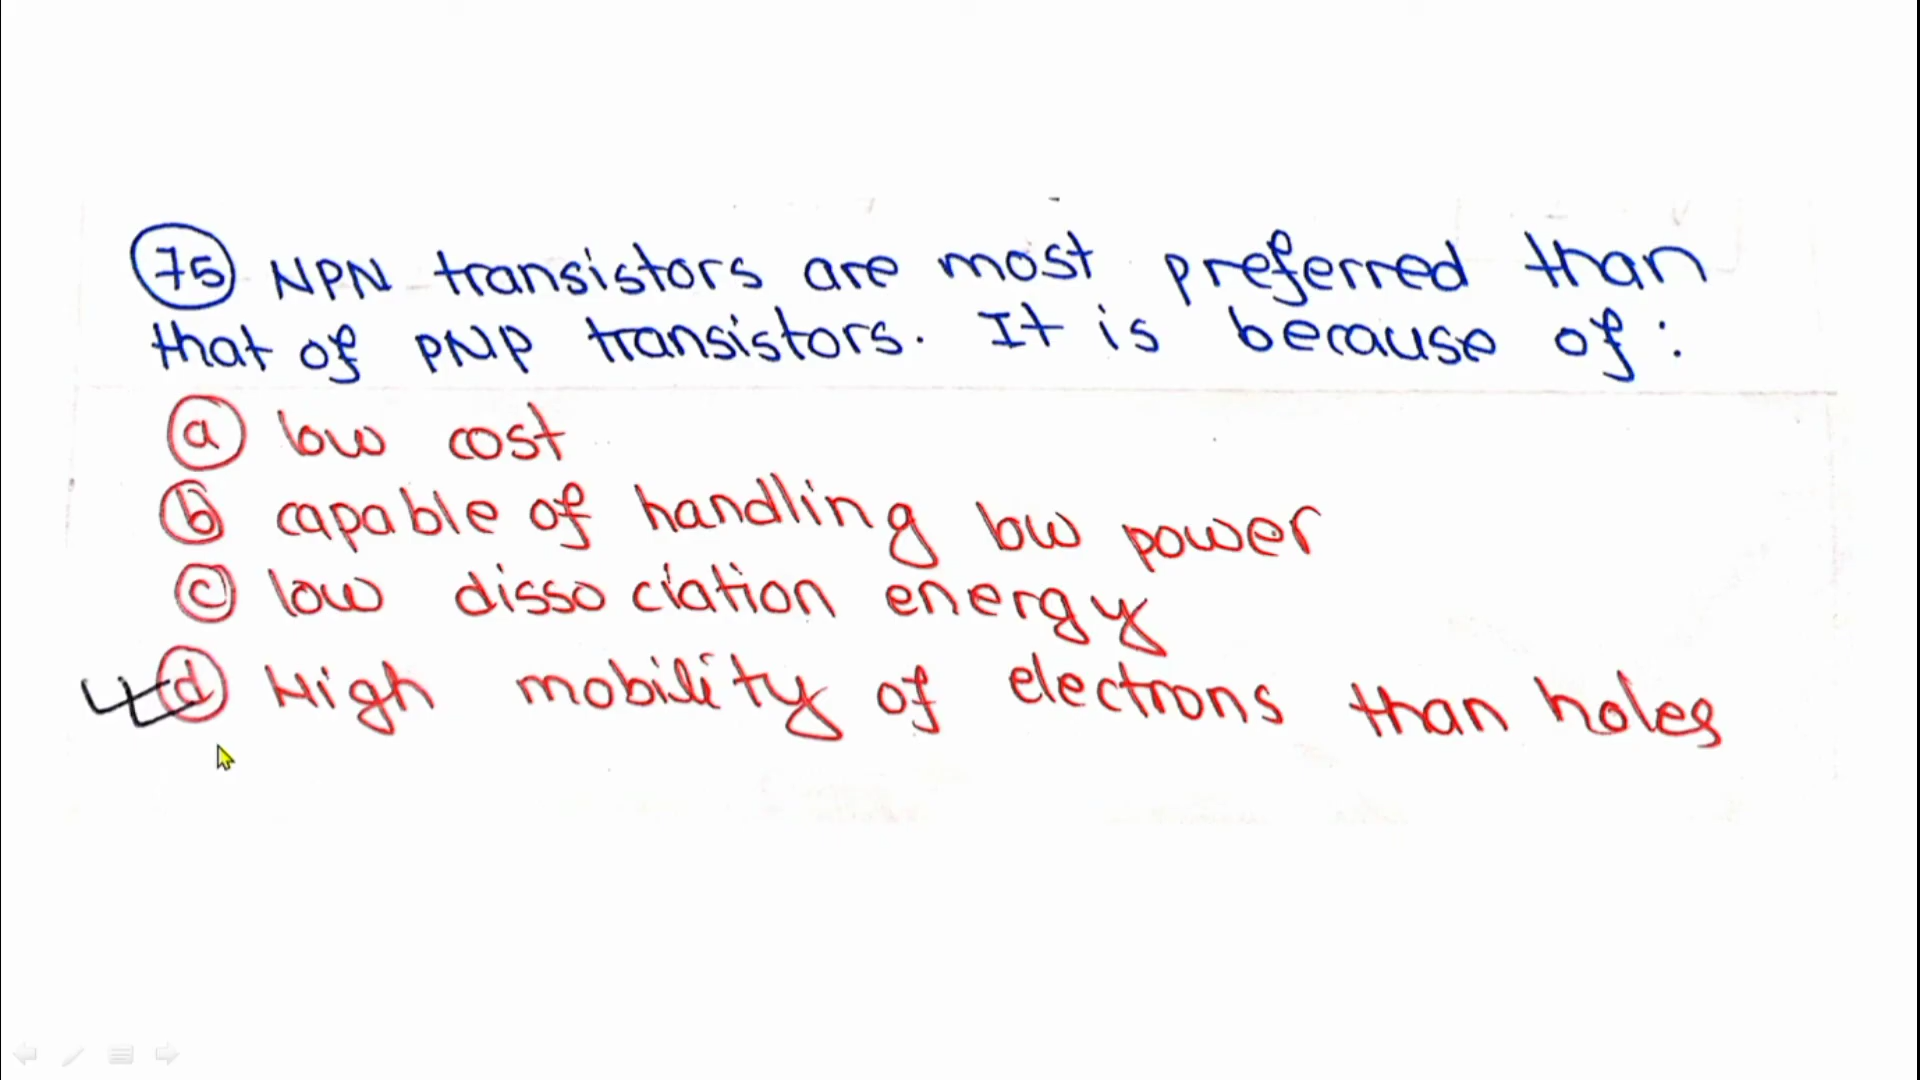 75 NPN transistors are most preferred than
that of PNP transistors. It is because of:
a low cost
b capable of handling low power
c low dissociation energy
d High mobility of electrons than holes